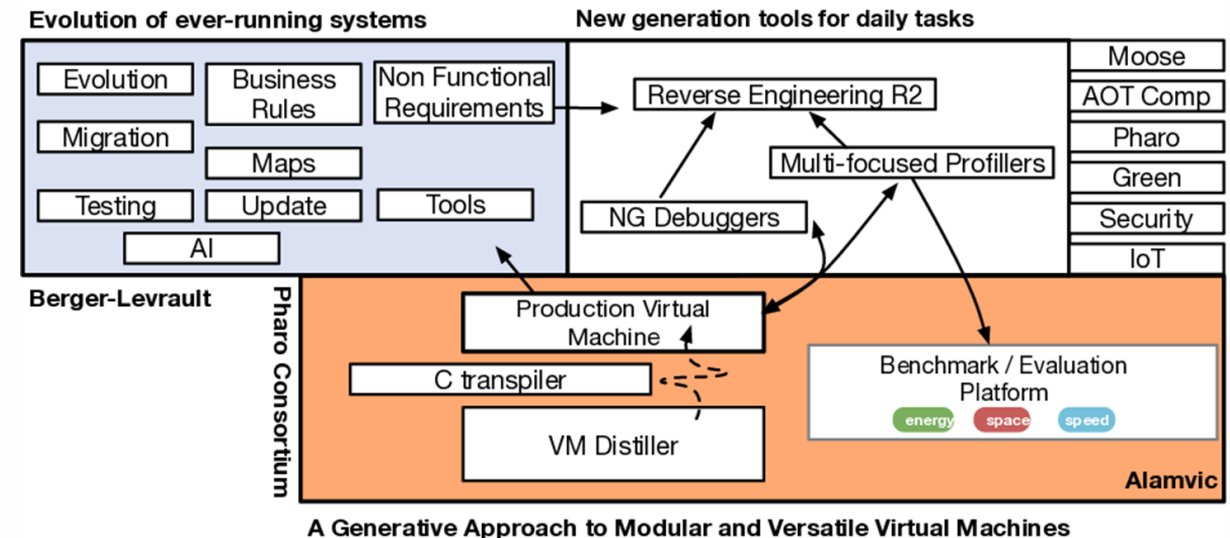 Evolution of ever-running systems
New generation tools for daily tasks
Evolution
Business
Rules
Non Functional
Requirements
Migration
Maps
Testing
Update
Tools
AI
Reverse Engineering R2
Multi-focused Profillers
NG Debuggers
Moose
AOT Comp
Pharo
Green
Security
IoT
Berger-Levrault
Pharo Consortium
Production Virtual
Machine
C transpiler
VM Distiller
Benchmark / Evaluation
Platform
energy
space
speed
Alamvic
A Generative Approach to Modular and Versatile Virtual Machines